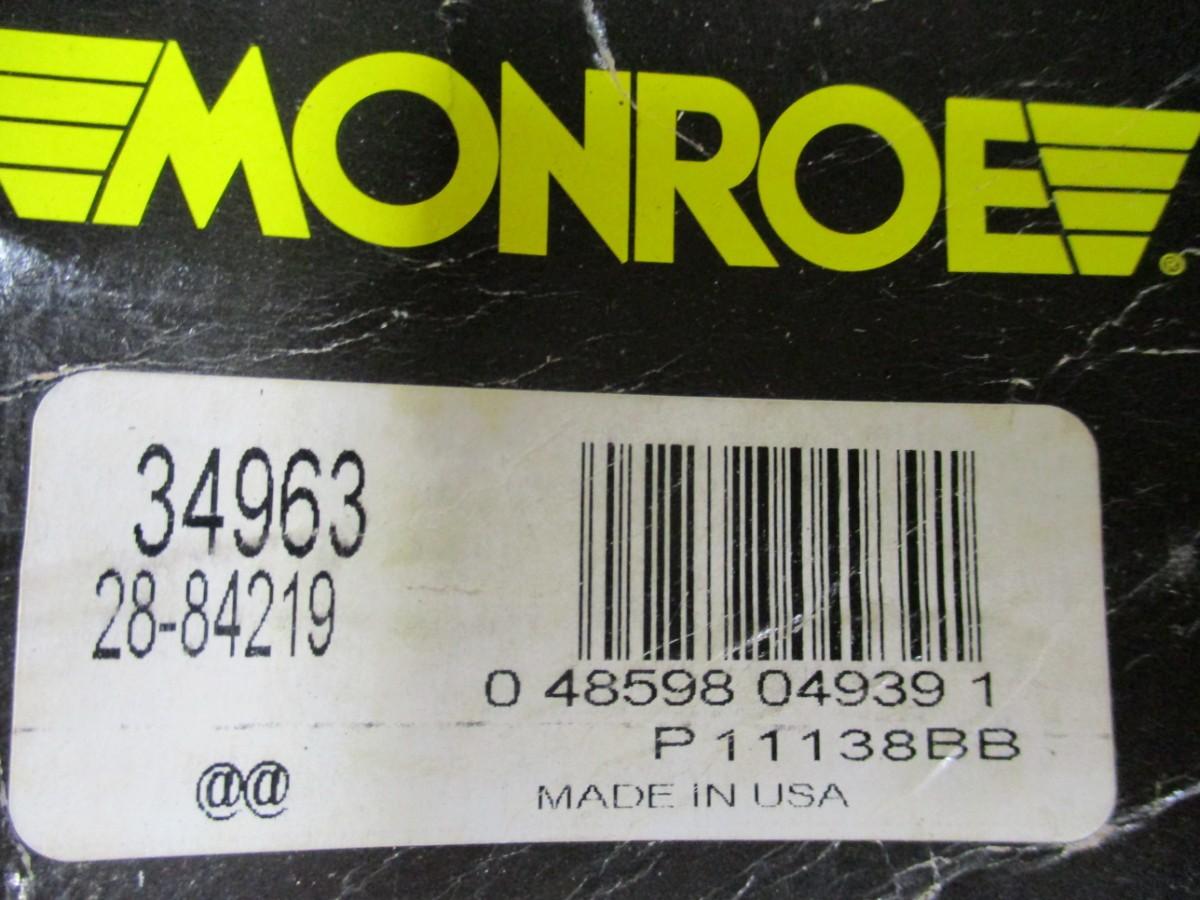 MONROE®
34963
28-84219
0 48598 04939 1
P11138BB
@@
MADE IN USA